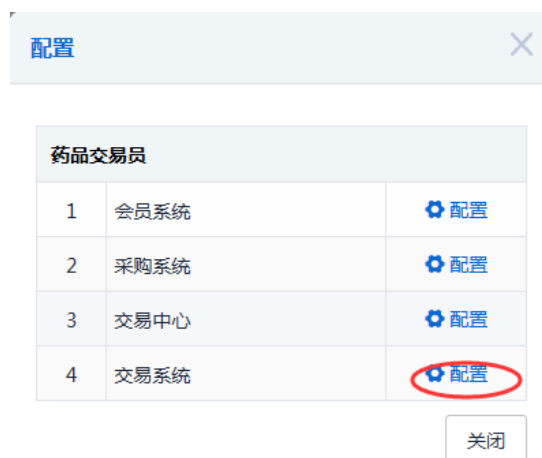 配置
药品交易员
1 会员系统 配置
2 采购系统 配置
3 交易中心 配置
4 交易系统 配置
关闭